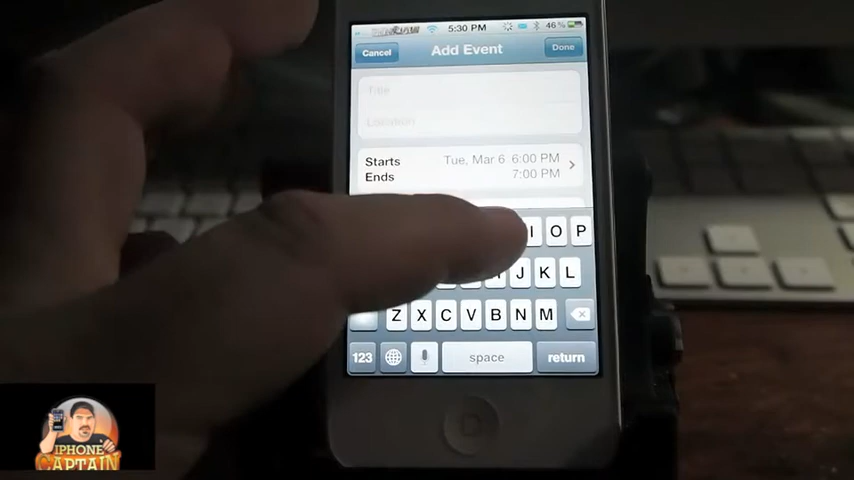 5:30 PM 46%
Cancel Add Event Done
Title
Location
Starts Tue, Mar 6 6:00 PM
Ends 7:00 PM
I O P
J K L
Z X C V B N M
123 space return
IPHONE
CAPTAIN